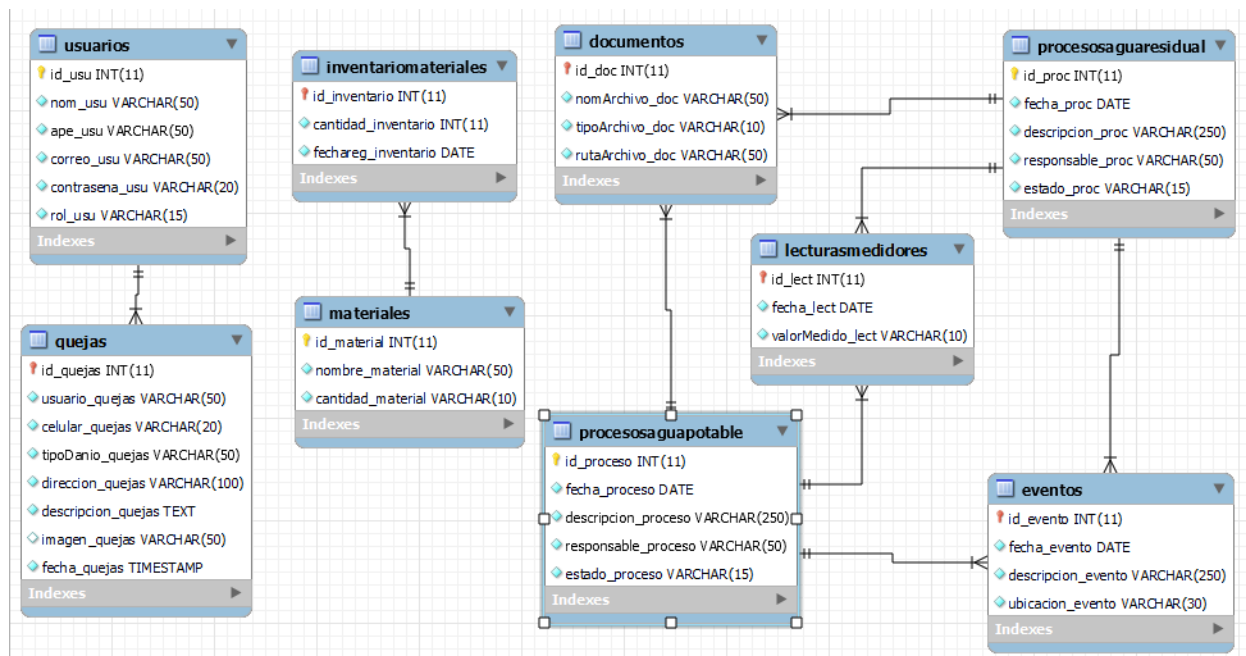 usuarios
id_usu INT(11)
nom_usu VARCHAR(50)
ape_usu VARCHAR(50)
correo_usu VARCHAR(50)
contrasena_usu VARCHAR(20)
rol_usu VARCHAR(15)
Indexes
quejas
id_quejas INT(11)
usuario_quejas VARCHAR(50)
celular_quejas VARCHAR(20)
tipoDanio_quejas VARCHAR(50)
direccion_quejas VARCHAR(100)
descripcion_quejas TEXT
imagen_quejas VARCHAR(50)
fecha_quejas TIMESTAMP
Indexes
inventariomateriales
id_inventario INT(11)
cantidad_inventario INT(11)
fechareg_inventario DATE
Indexes
materiales
id_material INT(11)
nombre_material VARCHAR(50)
cantidad_material VARCHAR(10)
Indexes
documentos
id_doc INT(11)
nomArchivo_doc VARCHAR(50)
tipoArchivo_doc VARCHAR(10)
rutaArchivo_doc VARCHAR(50)
Indexes
procesosaguapotable
id_proceso INT(11)
fecha_proceso DATE
descripcion_proceso VARCHAR(250)
responsable_proceso VARCHAR(50)
estado_proceso VARCHAR(15)
Indexes
lecturasmedidores
id_lect INT(11)
fecha_lect DATE
valorMedido_lect VARCHAR(10)
Indexes
procesosaguaresidual
id_proc INT(11)
fecha_proc DATE
descripcion_proc VARCHAR(250)
responsable_proc VARCHAR(50)
estado_proc VARCHAR(15)
Indexes
eventos
id_evento INT(11)
fecha_evento DATE
descripcion_evento VARCHAR(250)
ubicacion_evento VARCHAR(30)
Indexes